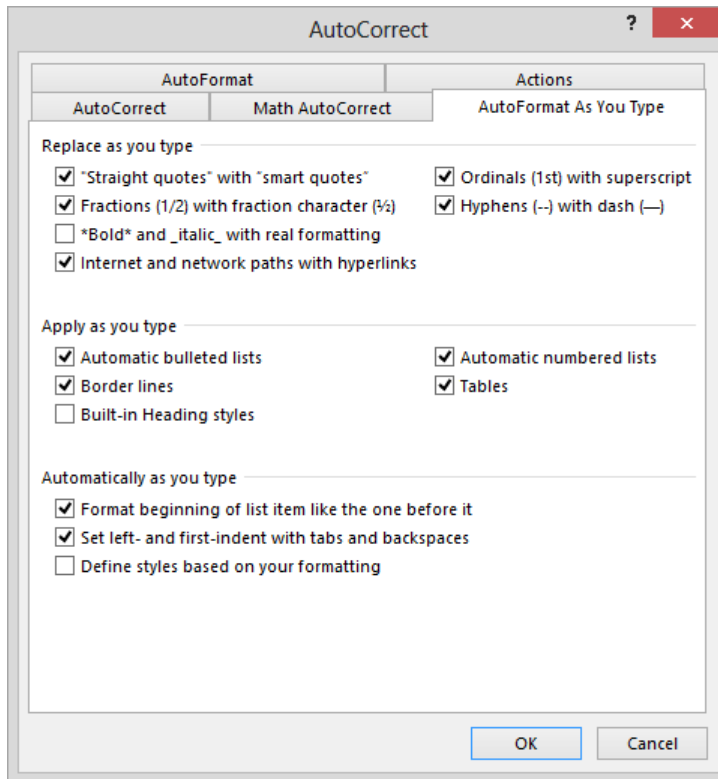 AutoCorrect ? ×
AutoFormat Actions
AutoCorrect Math AutoCorrect AutoFormat As You Type
Replace as you type
"Straight quotes" with “smart quotes” Ordinals (1st) with superscript
Fractions (1/2) with fraction character (½) Hyphens (--) with dash (—)
*Bold* and _italic_ with real formatting
Internet and network paths with hyperlinks
Apply as you type
Automatic bulleted lists Automatic numbered lists
Border lines Tables
Built-in Heading styles
Automatically as you type
Format beginning of list item like the one before it
Set left- and first-indent with tabs and backspaces
Define styles based on your formatting
OK Cancel